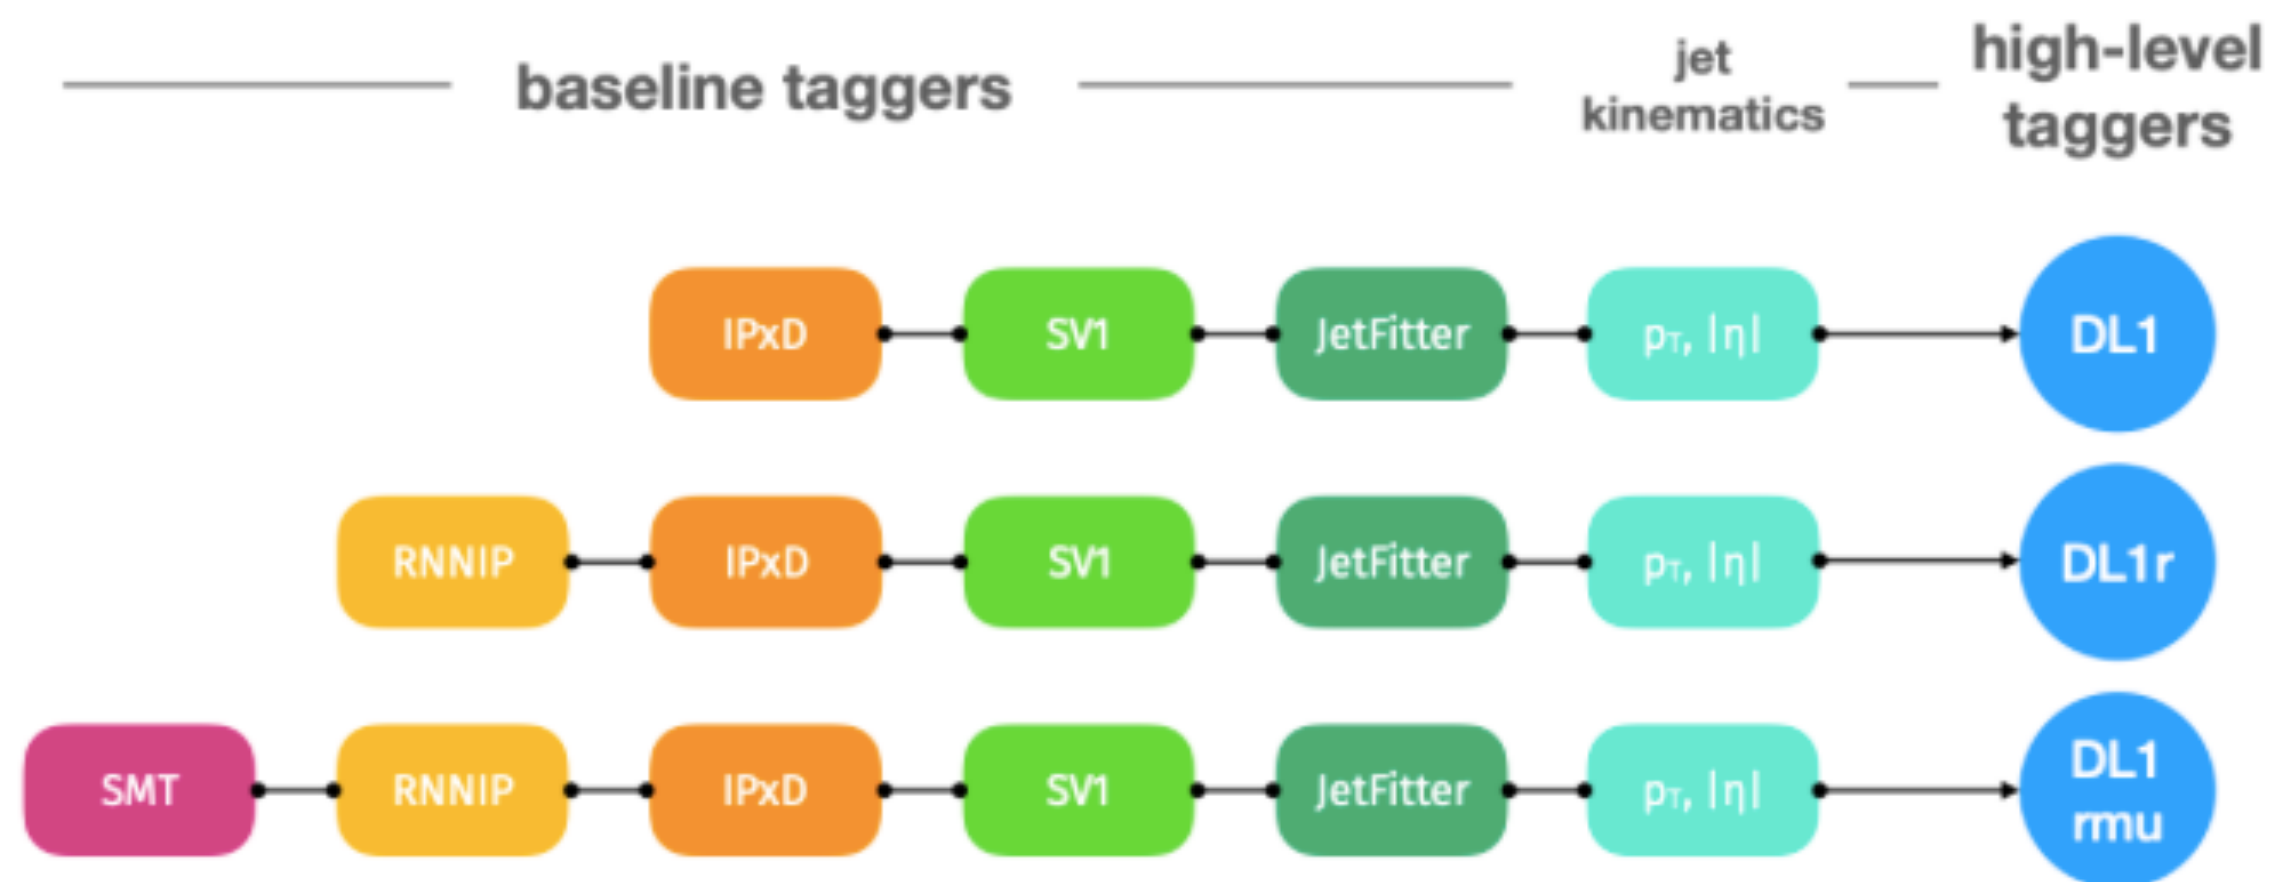 baseline taggers
jet
kinematics
high-level
taggers
IPxD
SV1
JetFitter
pT, |η|
DL1
RNNIP
IPxD
SV1
JetFitter
pT, |η|
DL1r
SMT
RNNIP
IPxD
SV1
JetFitter
pT, |η|
DL1
rmu